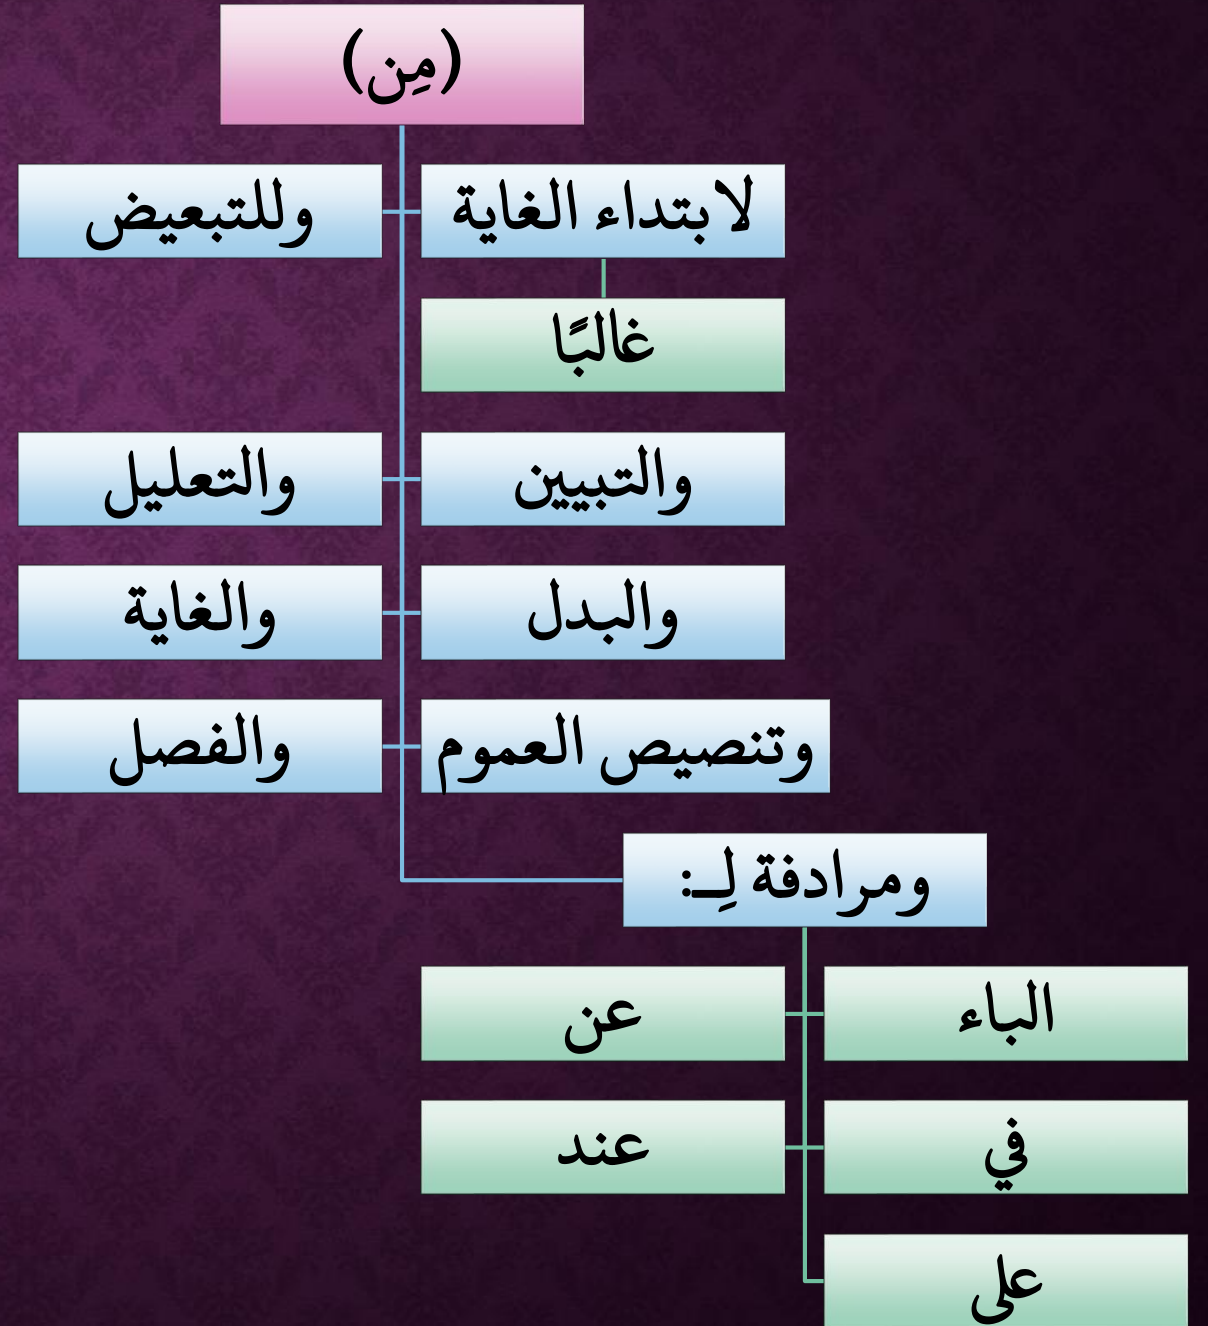 (مِن)
لابتداء الغاية
وللتبعيض
غالبًا
والتبيين
والتعليل
والبدل
والغاية
وتنصيص العموم
والفصل
ومرادفة لِـ:
الباء
عن
في
عند
على